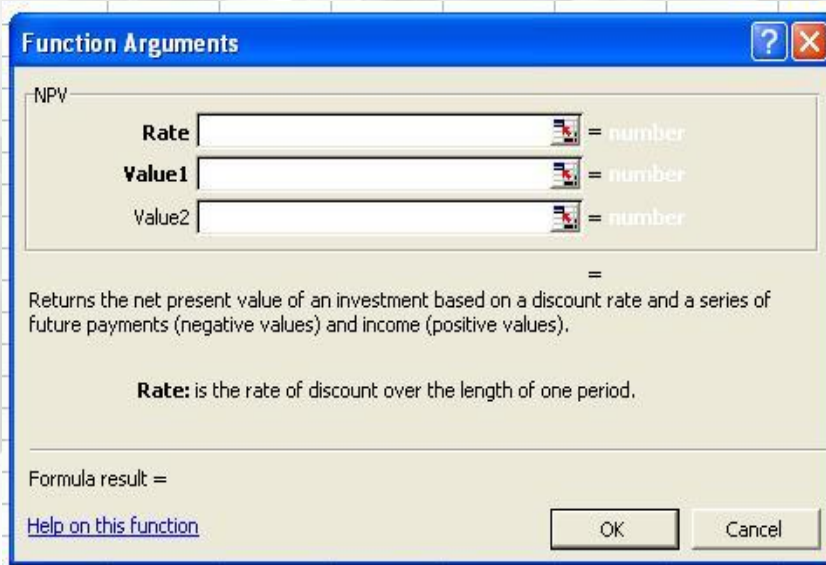 Function Arguments
NPV
Rate = number
Value1 = number
Value2 = number
=
Returns the net present value of an investment based on a discount rate and a series of
future payments (negative values) and income (positive values).
Rate: is the rate of discount over the length of one period.
Formula result =
Help on this function
OK Cancel